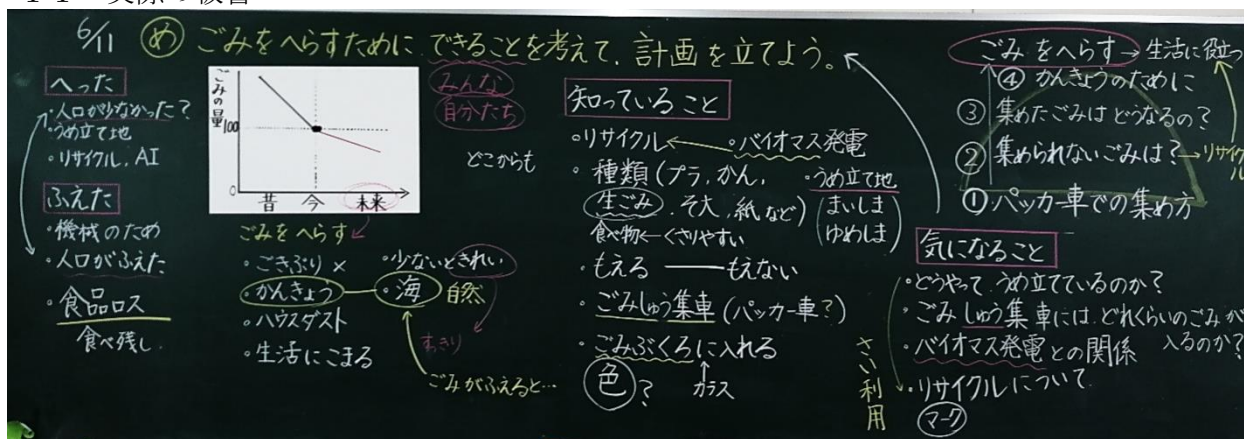 6/11 め ごみをへらすために できることを考えて、計画を立てよう。
へった
・人口が少なかった？
・うめ立て地
・リサイクル、AI
ふえた
・機械のため
・人口がふえた
・食品ロス
食べ残し
ごみの量
100
0
昔 今 未来
みんな
自分たち
どこからも
ごみをへらす
・ごきぶり×
・かんきょう
・ハウスダスト
・生活にこまる
・少ないときれい
・海 自然
すっきり
ごみがふえると…
知っていること
・リサイクル ← ・バイオマス発電
・種類(プラ、かん、
生ごみ、そ大、紙など)
食べ物←くさりやすい
・うめ立て地
(まいしま
ゆめしま)
・もえる ― もえない
・ごみしゅう集車(パッカー車？)
・ごみぶくろに入れる
色？
カラス
ごみをへらす→生活に役立つ
④ かんきょうのために
③ 集めたごみはどうなるの？
② 集められないごみは？→リサイクル
① パッカー車での集め方
気になること
・どうやって、うめ立てているのか？
・ごみしゅう集車には、どれくらいのごみが
入るのか？
・バイオマス発電との関係
・リサイクルについて
マーク
さい利用